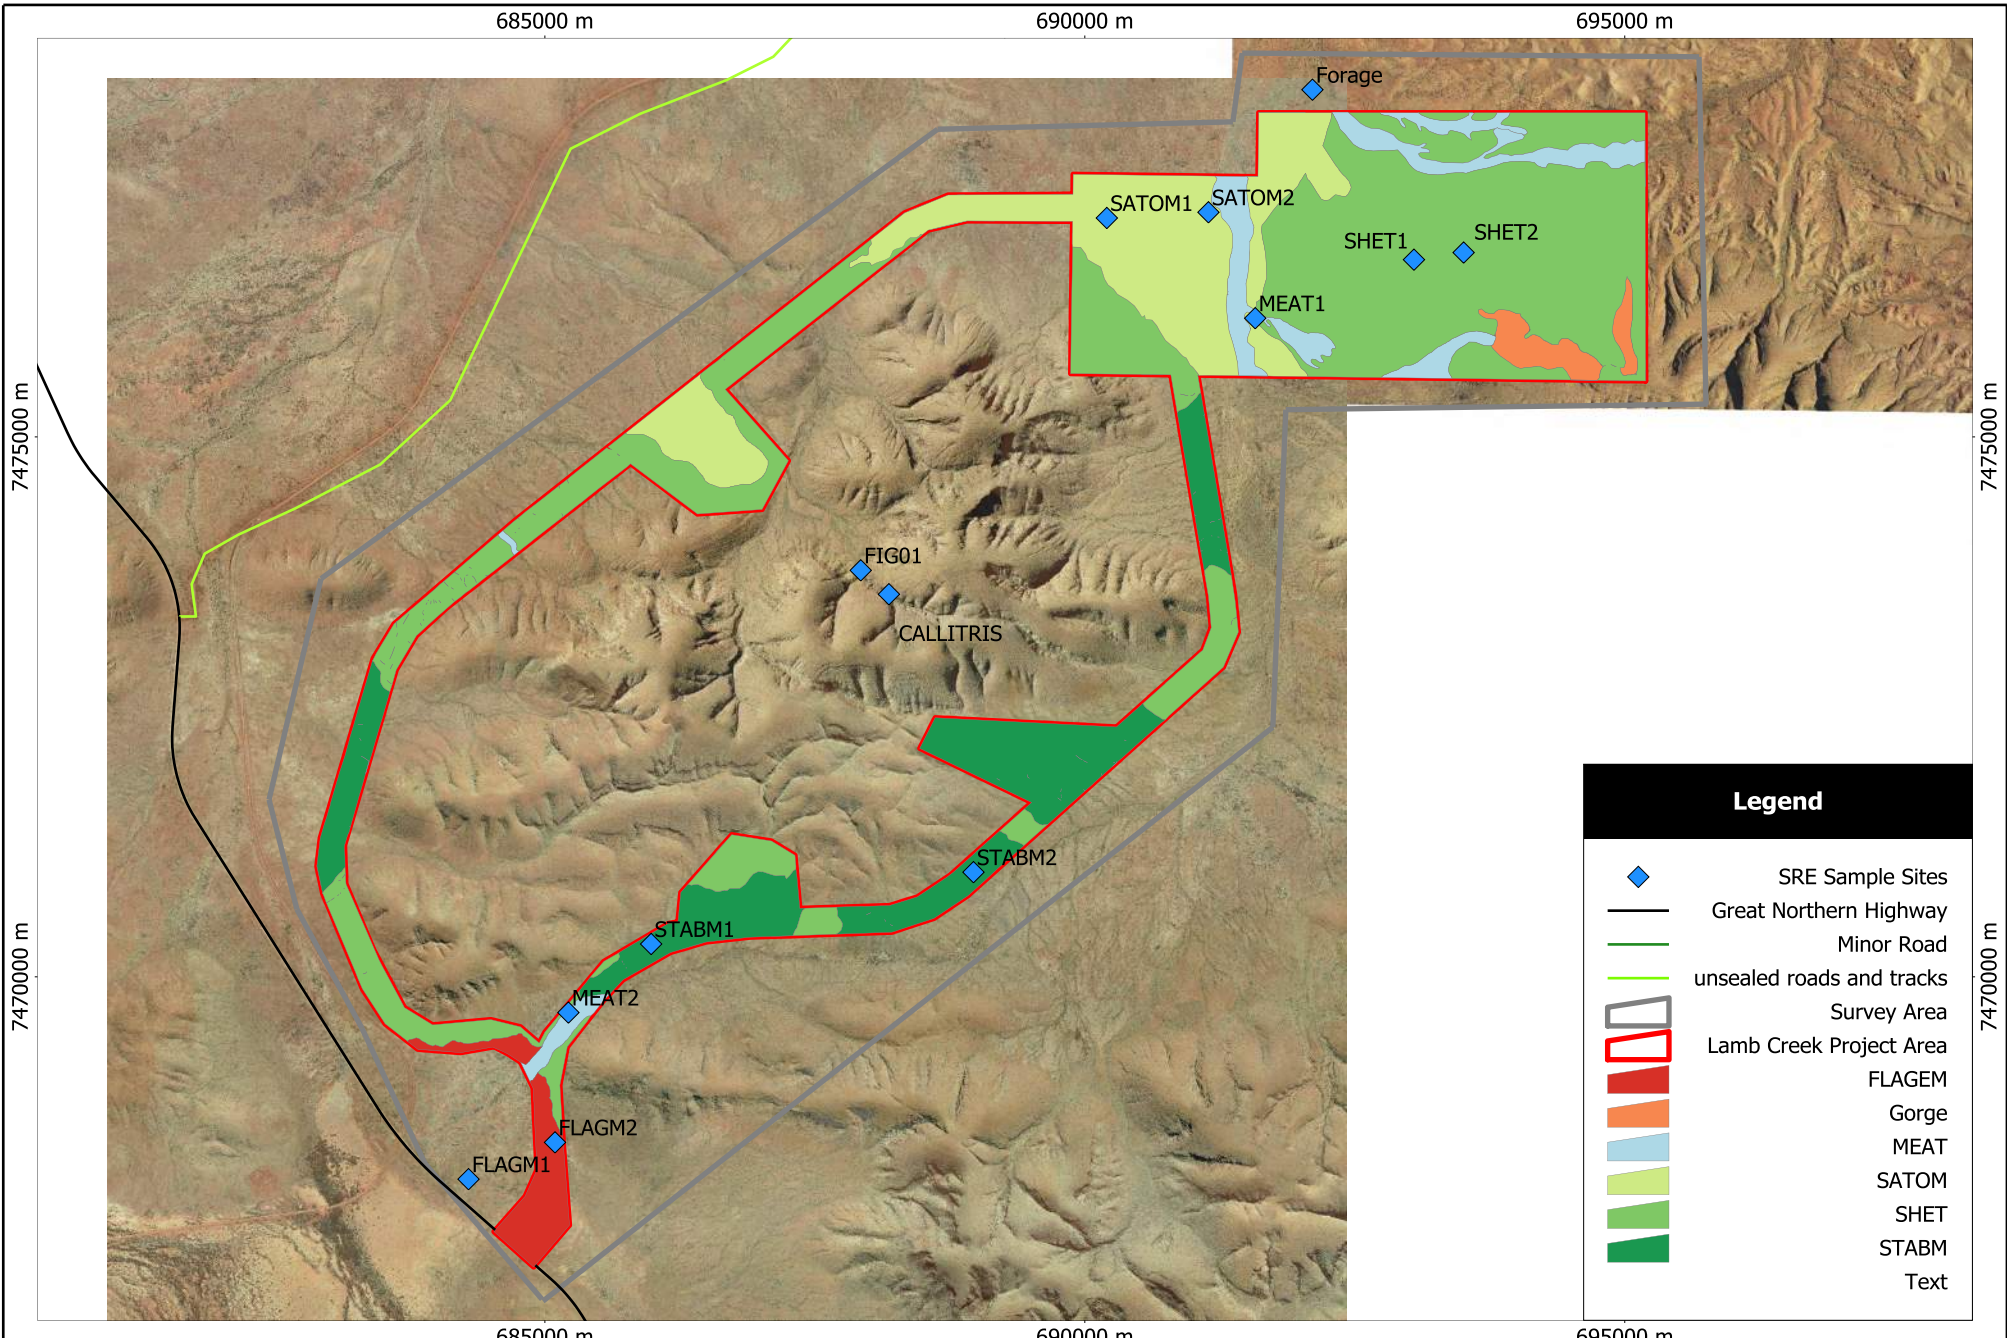 685000 m
690000 m
695000 m
Forage
SATOM1
SATOM2
SHET1
SHET2
MEAT1
7475000 m
7475000 m
FIG01
CALLITRIS
STABM2
STABM1
MEAT2
7470000 m
7470000 m
FLAGM2
FLAGM1
Legend
SRE Sample Sites
Great Northern Highway
Minor Road
unsealed roads and tracks
Survey Area
Lamb Creek Project Area
FLAGEM
Gorge
MEAT
SATOM
SHET
STABM
Text
685000 m
690000 m
695000 m